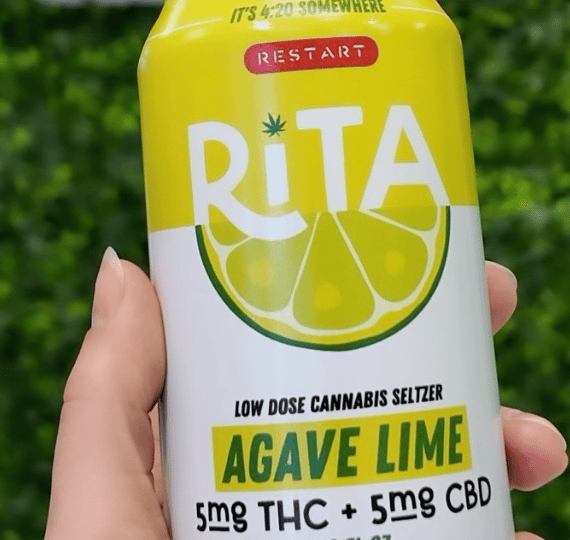 IT'S 4:20 SOMEWHERE
RESTART
RiTA
LOW DOSE CANNABIS SELTZER
AGAVE LIME
5mg THC + 5mg CBD